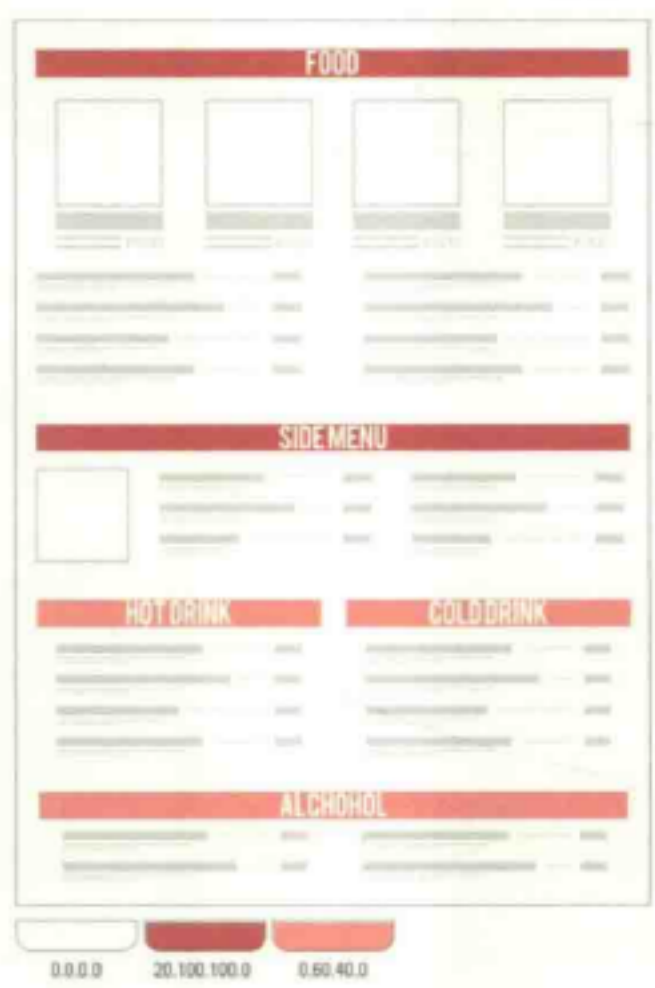 FOOD
SIDE MENU
HOT DRINK
COLD DRINK
ALCHOHOL
0.0.0.0
20.100.100.0
0.60.40.0